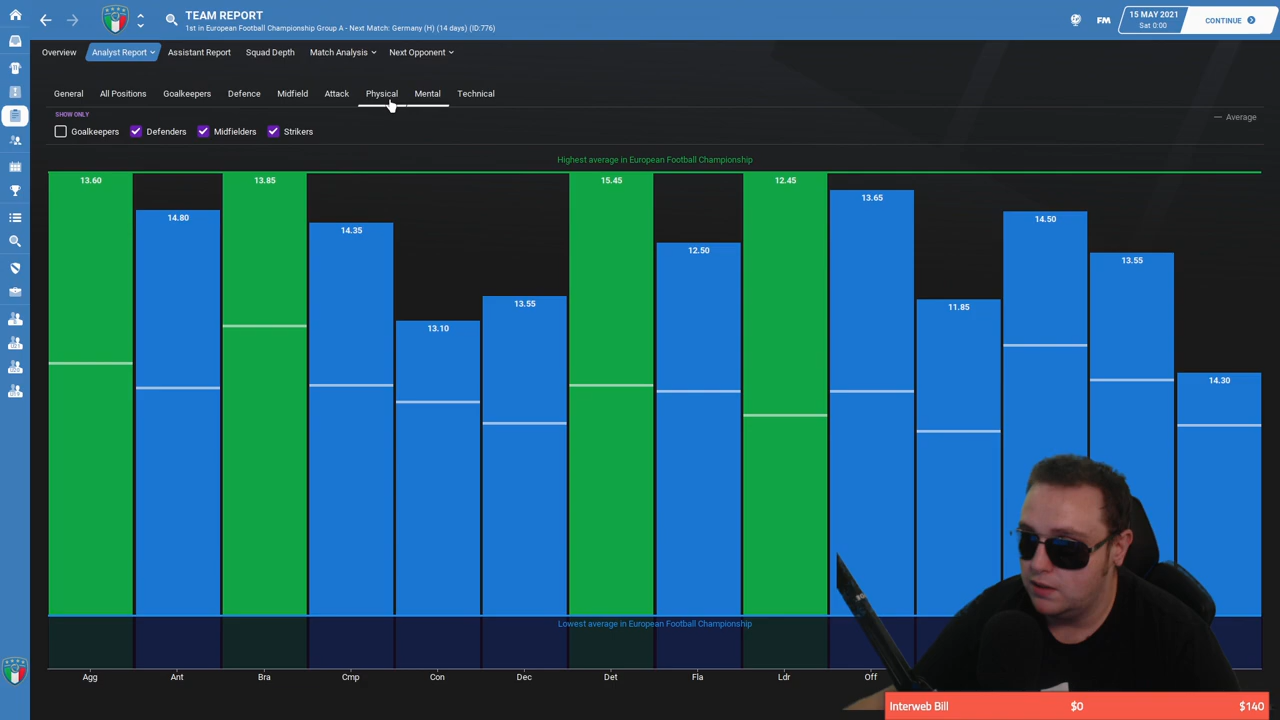 TEAM REPORT
1st in European Football Championship Group A - Next Match: Germany (H) (14 days) (ID:776)
FM
15 MAY 2021
Sat 0:00
CONTINUE
Overview
Analyst Report
Assistant Report
Squad Depth
Match Analysis
Next Opponent
General
All Positions
Goalkeepers
Defence
Midfield
Attack
Physical
Mental
Technical
SHOW ONLY
Goalkeepers
Defenders
Midfielders
Strikers
Average
Highest average in European Football Championship
13.60
14.80
13.85
14.35
13.10
13.55
15.45
12.50
12.45
13.65
11.85
14.50
13.55
14.30
Lowest average in European Football Championship
Agg
Ant
Bra
Cmp
Con
Dec
Det
Fla
Ldr
Off
Interweb Bill
$0
$140